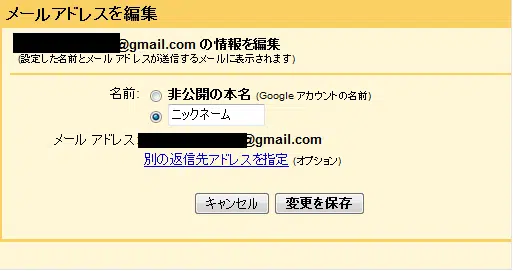 メールアドレスを編集
@gmail.com の情報を編集
(設定した名前とメール アドレスが送信するメールに表示されます)
名前: 非公開の本名 (Google アカウントの名前)
ニックネーム
メール アドレス: @gmail.com
別の返信先アドレスを指定 (オプション)
キャンセル 変更を保存